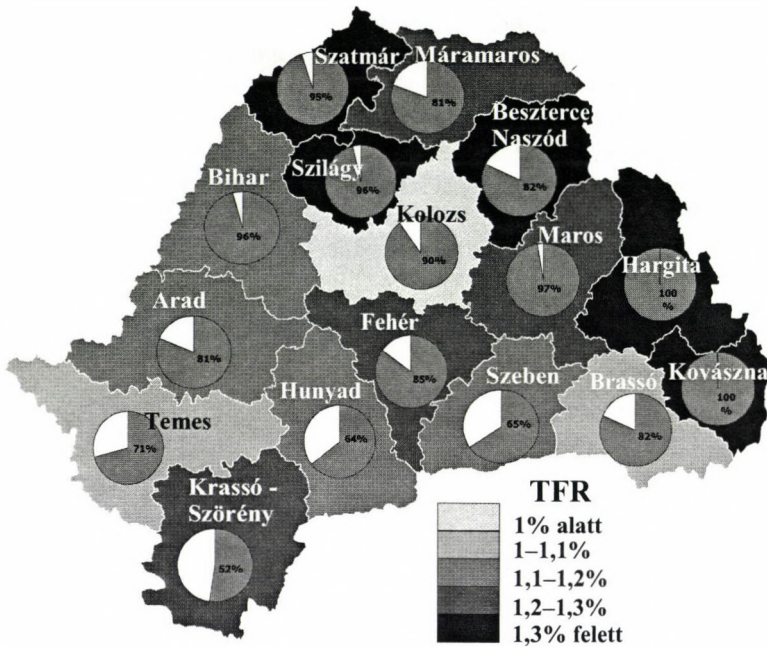 Szatmár
95%
Máramaros
81%
Beszterce
Naszód
82%
Szilágy
96%
Bihar
96%
Kolozs
90%
Maros
97%
Hargita
100
%
Arad
81%
Fehér
85%
Szeben
65%
Brassó
82%
Kovászna
100
%
Hunyad
64%
Temes
71%
Krassó -
Szörény
52%
TFR
1% alatt
1–1,1%
1,1–1,2%
1,2–1,3%
1,3% felett